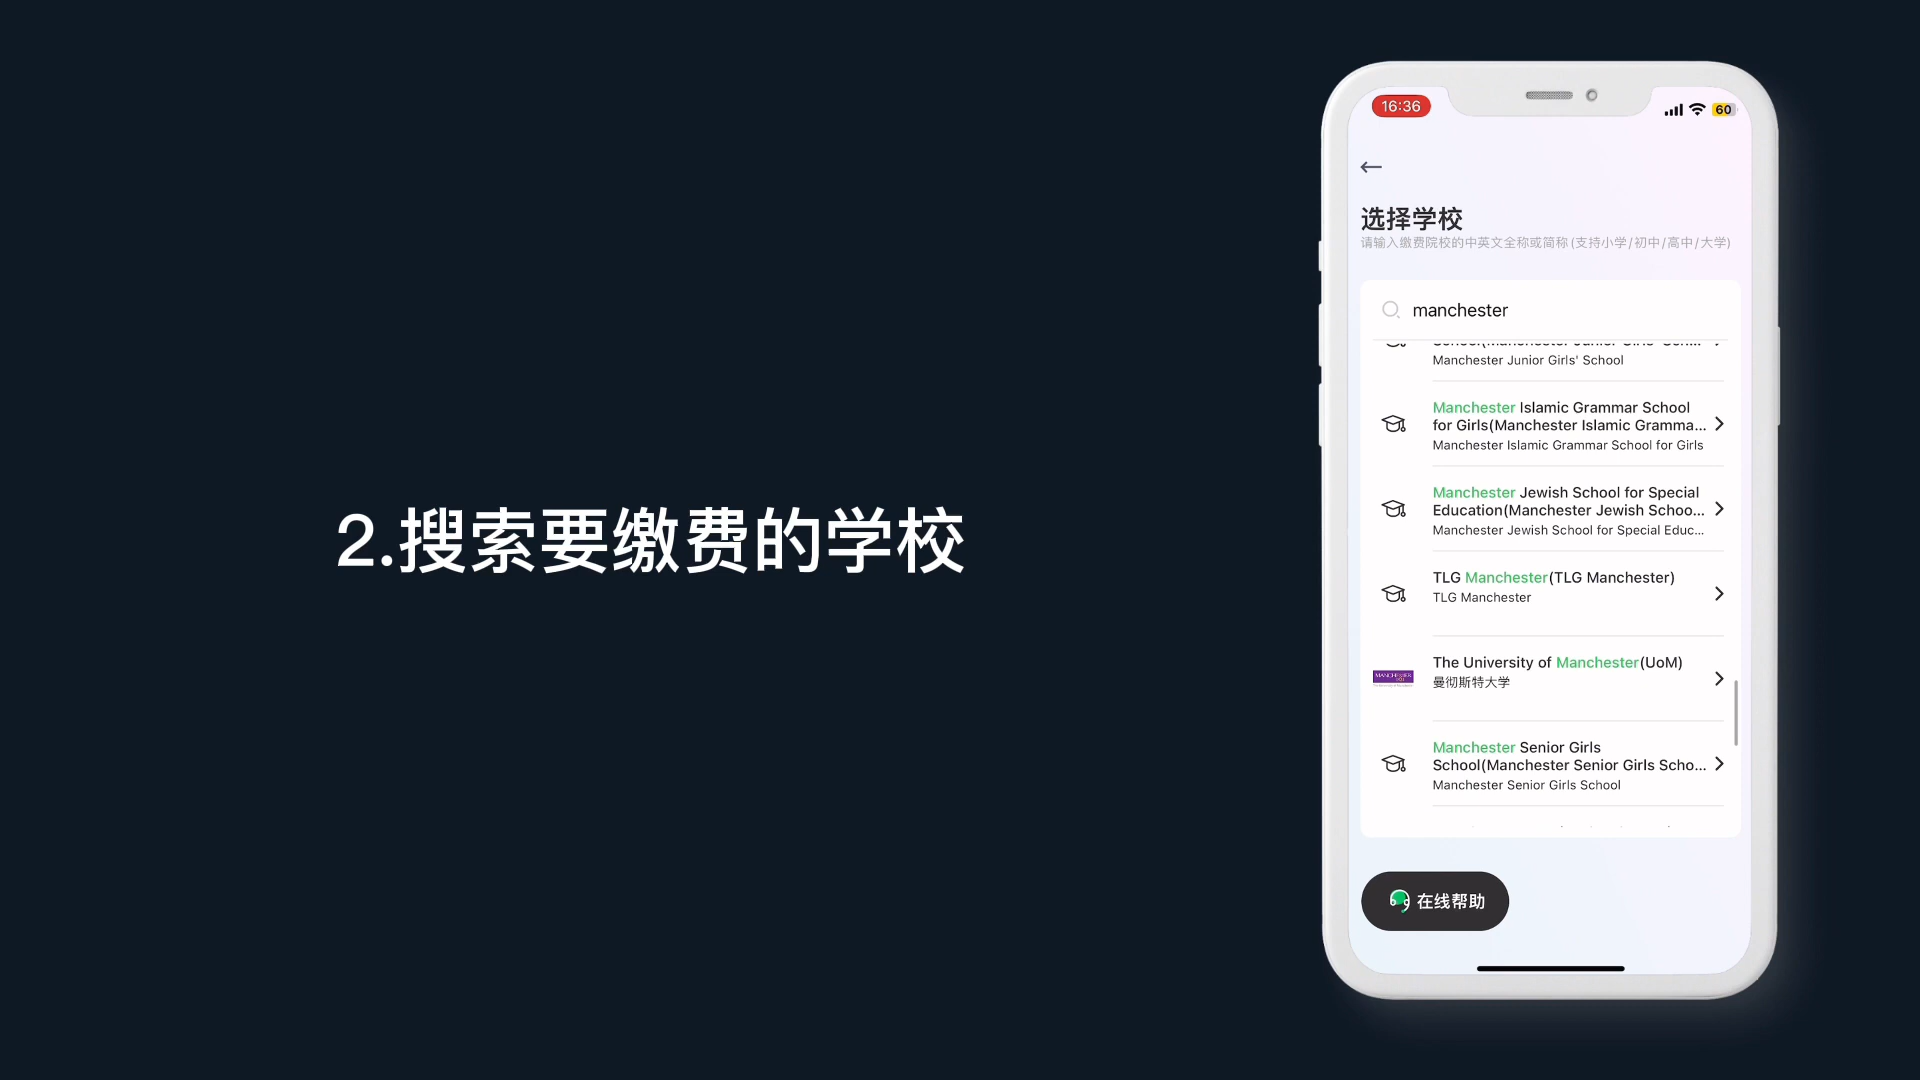 2.搜索要缴费的学校
16:36
60
选择学校
请输入缴费院校的中英文全称或简称(支持小学/初中/高中/大学)
manchester
Manchester Junior Girls' School
Manchester Islamic Grammar School
for Girls(Manchester Islamic Gramma...
Manchester Islamic Grammar School for Girls
Manchester Jewish School for Special
Education(Manchester Jewish Schoo...
Manchester Jewish School for Special Educ...
TLG Manchester(TLG Manchester)
TLG Manchester
The University of Manchester(UoM)
曼彻斯特大学
MANCHESTER
Manchester Senior Girls
School(Manchester Senior Girls Scho...
Manchester Senior Girls School
在线帮助